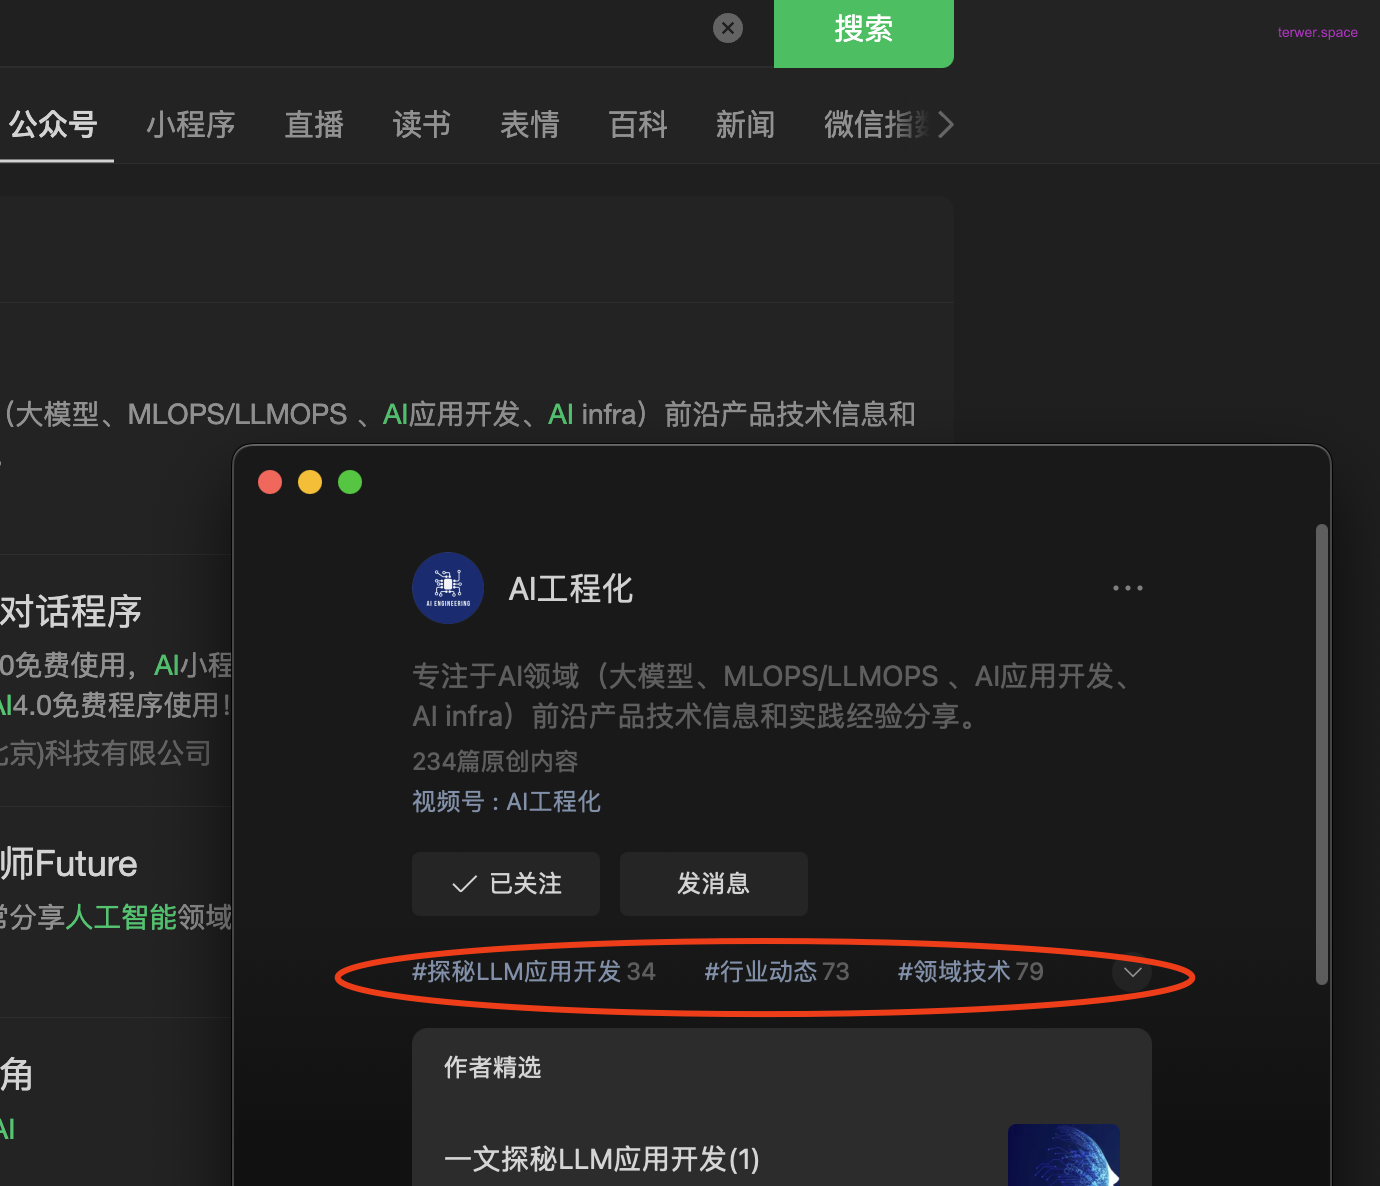 搜索
terwer.space
公众号 小程序 直播 读书 表情 百科 新闻 微信指数
（大模型、MLOPS/LLMOPS 、AI应用开发、AI infra）前沿产品技术信息和
。
对话程序
0免费使用，AI小程
AI4.0免费程序使用！
北京)科技有限公司
师Future
常分享人工智能领域
角
AI
AI ENGINEERING
AI工程化
专注于AI领域（大模型、MLOPS/LLMOPS 、AI应用开发、
AI infra）前沿产品技术信息和实践经验分享。
234篇原创内容
视频号 : AI工程化
已关注 发消息
#探秘LLM应用开发 34 #行业动态 73 #领域技术 79
作者精选
一文探秘LLM应用开发(1)